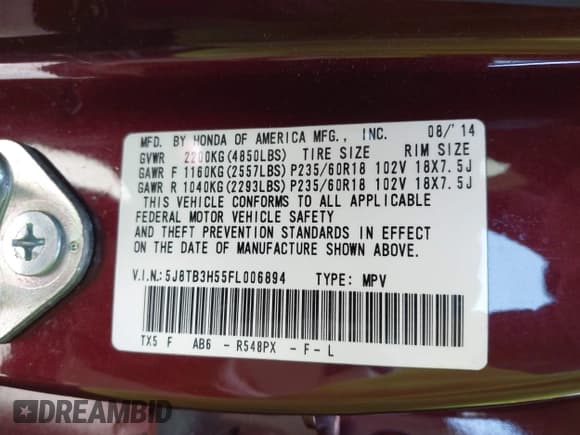 MFD. BY HONDA OF AMERICA MFG., INC. 08/'14
GVWR 2200KG(4850LBS) TIRE SIZE RIM SIZE
GAWR F 1160KG(2557LBS) P235/60R18 102V 18X7.5J
GAWR R 1040KG(2293LBS) P235/60R18 102V 18X7.5J
THIS VEHICLE CONFORMS TO ALL APPLICABLE
FEDERAL MOTOR VEHICLE SAFETY
AND THEFT PREVENTION STANDARDS IN EFFECT
ON THE DATE OF MANUFACTURE SHOWN ABOVE.
V.I.N.:5J8TB3H55FL006894 TYPE: MPV
TX5 F AB6 - R548PX - F - L
DREAMBID